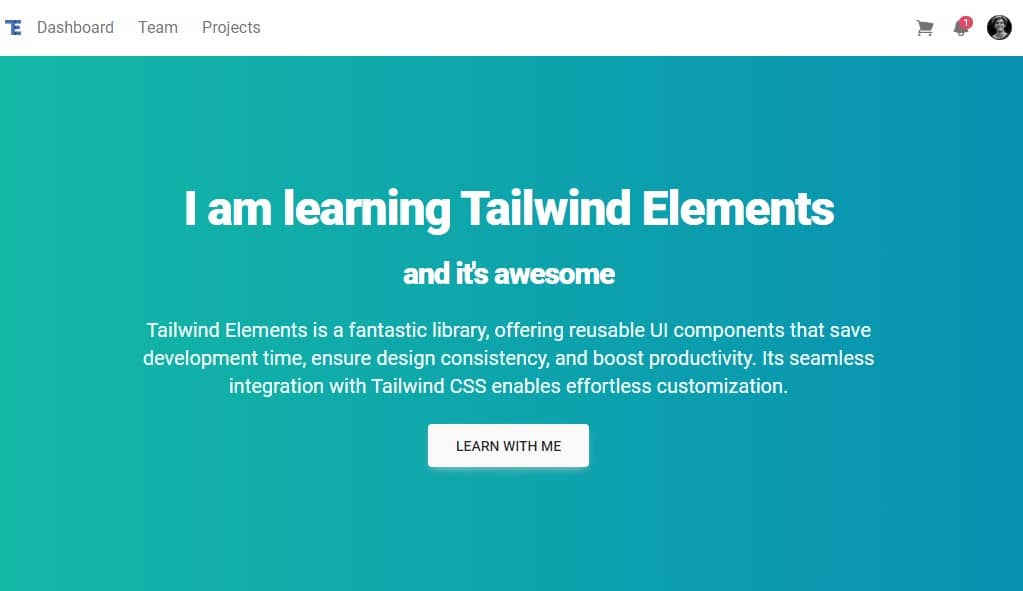 TE Dashboard Team Projects 1
I am learning Tailwind Elements
and it's awesome
Tailwind Elements is a fantastic library, offering reusable UI components that save
development time, ensure design consistency, and boost productivity. Its seamless
integration with Tailwind CSS enables effortless customization.
LEARN WITH ME